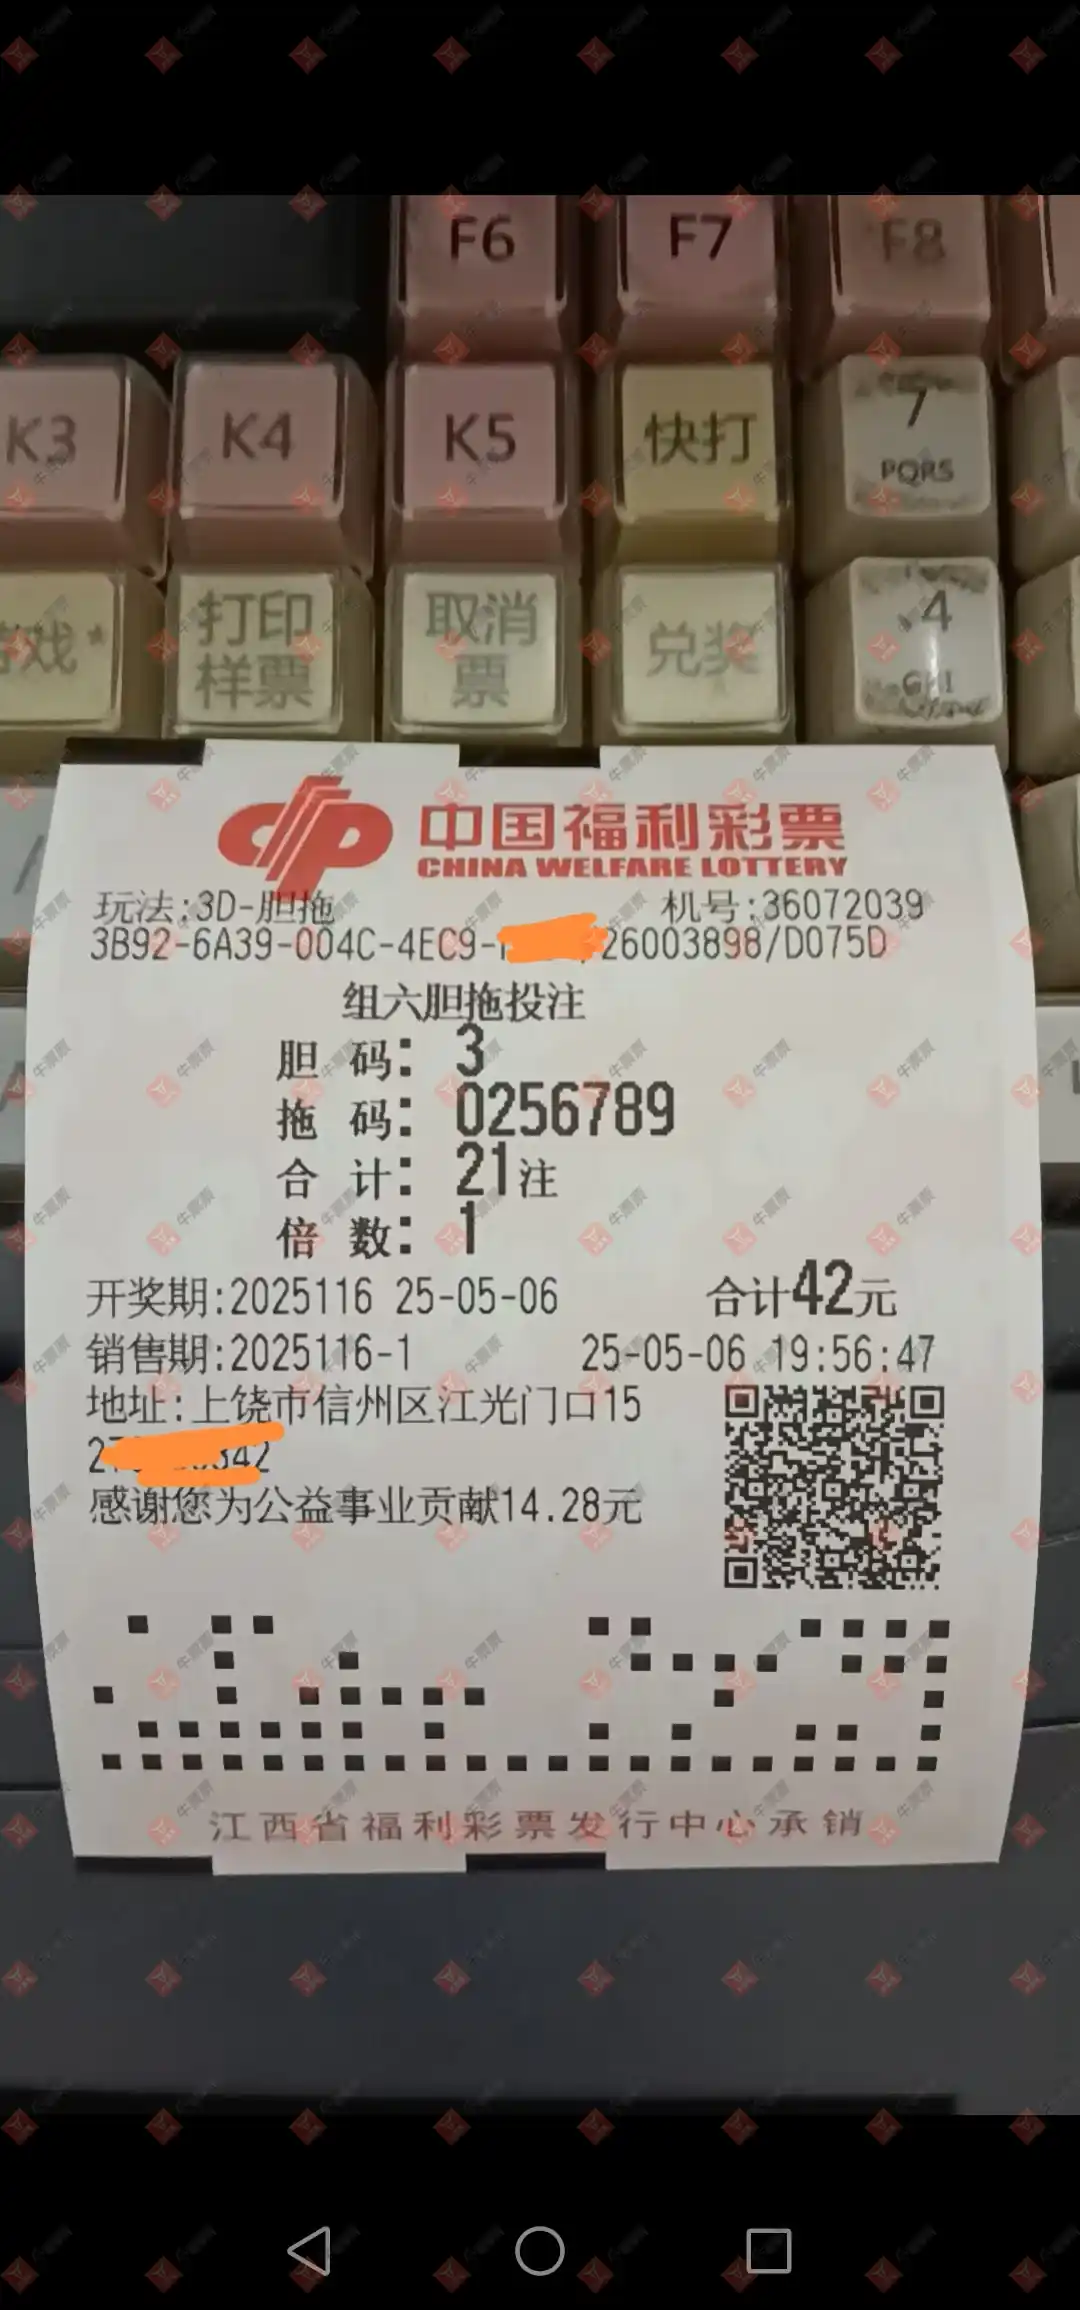 F6 F7 F8
K3 K4 K5 快打 7
PQRS
打印 取消 兑奖 4
戏* 样票 票 GHI
中国福利彩票
CHINA WELFARE LOTTERY
玩法:3D-胆拖 机号:36072039
3B92-6A39-004C-4EC9- 26003898/D075D
组六胆拖投注
胆 码: 3
拖 码: 0256789
合 计: 21注
倍 数: 1
开奖期:2025116 25-05-06 合计42元
销售期:2025116-1 25-05-06 19:56:47
地址:上饶市信州区江光门口15
2 342
感谢您为公益事业贡献14.28元
江西省福利彩票发行中心承销
牛票票